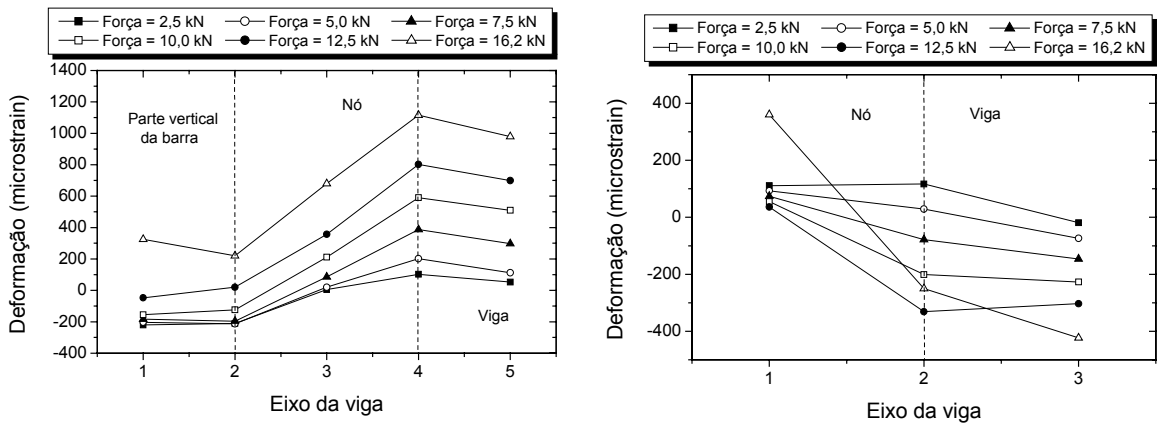 Força = 2,5 kN Força = 5,0 kN Força = 7,5 kN
Força = 10,0 kN Força = 12,5 kN Força = 16,2 kN
1400
1200
1000
800
600
400
200
0
-200
-400
Deformação (microstrain)
Parte vertical
da barra
Nó
Viga
1 2 3 4 5
Eixo da viga
Força = 2,5 kN Força = 5,0 kN Força = 7,5 kN
Força = 10,0 kN Força = 12,5 kN Força = 16,2 kN
400
200
0
-200
-400
Deformação (microstrain)
Nó Viga
1 2 3
Eixo da viga